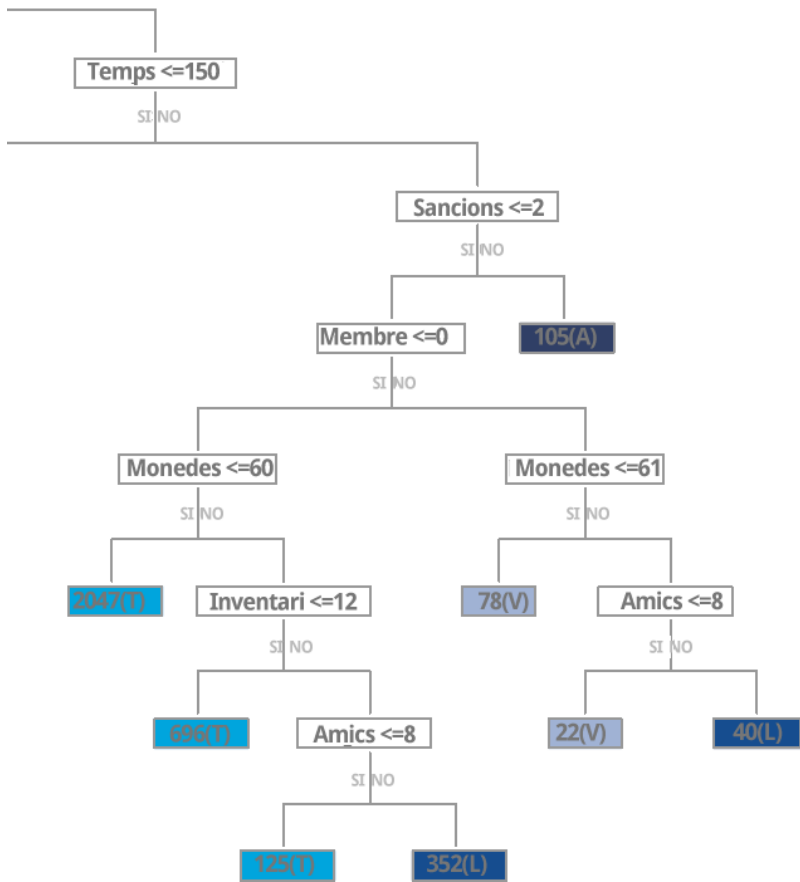 Temps <=150
SI NO
Sancions <=2
SI NO
Membre <=0
105(A)
SI NO
Monedes <=60
Monedes <=61
SI NO
SI NO
2047(T)
Inventari <=12
78(V)
Amics <=8
SI NO
SI NO
696(T)
Amics <=8
22(V)
40(L)
SI NO
125(T)
352(L)